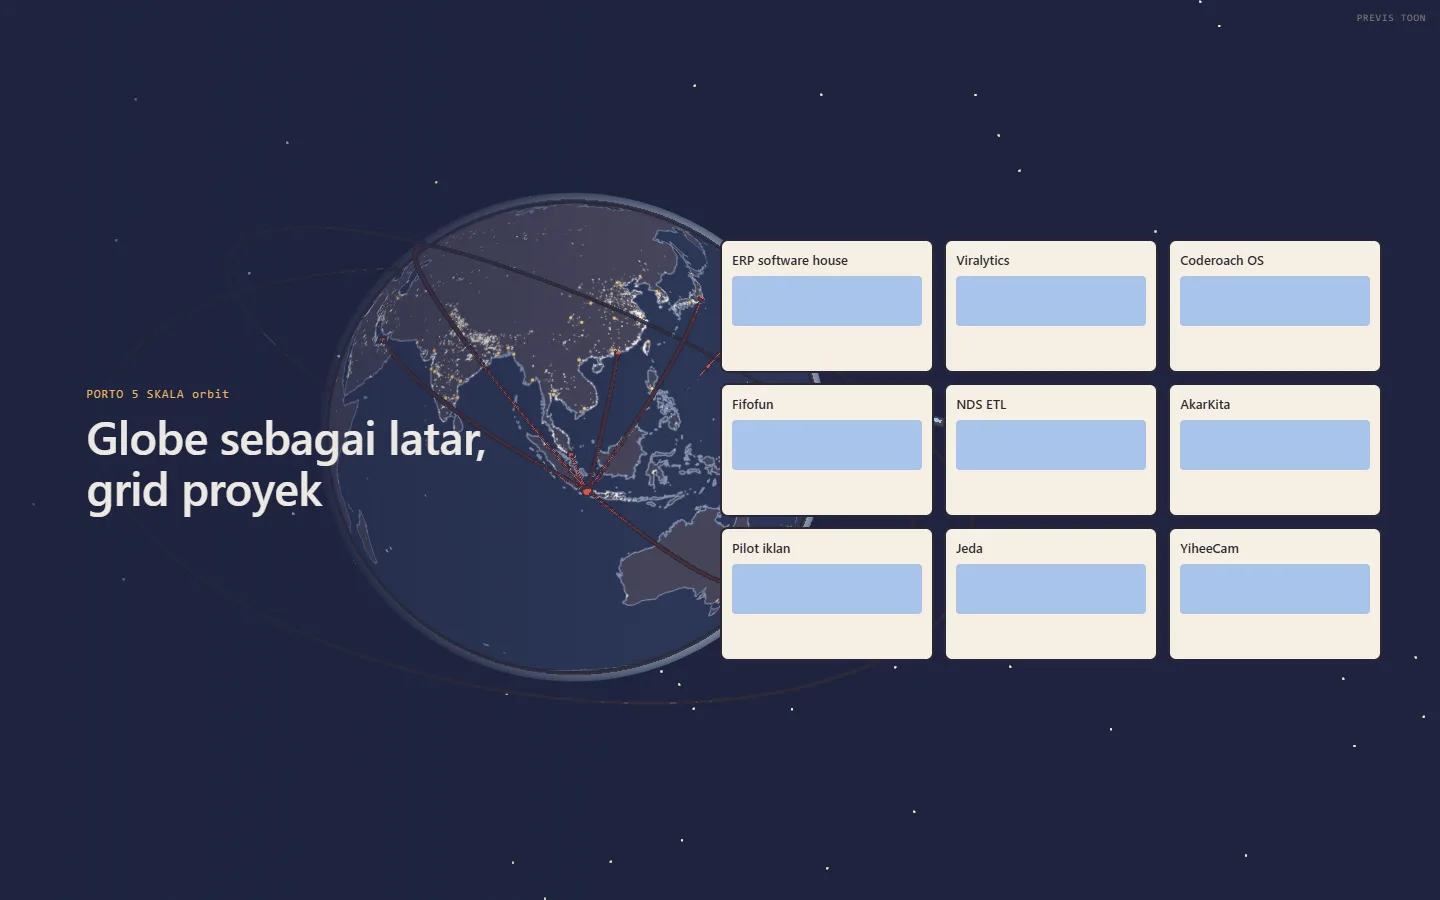 PREVIS TOON
PORTO 5 SKALA orbit
Globe sebagai latar,
grid proyek
ERP software house
Viralytics
Coderoach OS
Fifofun
NDS ETL
AkarKita
Pilot iklan
Jeda
YiheeCam